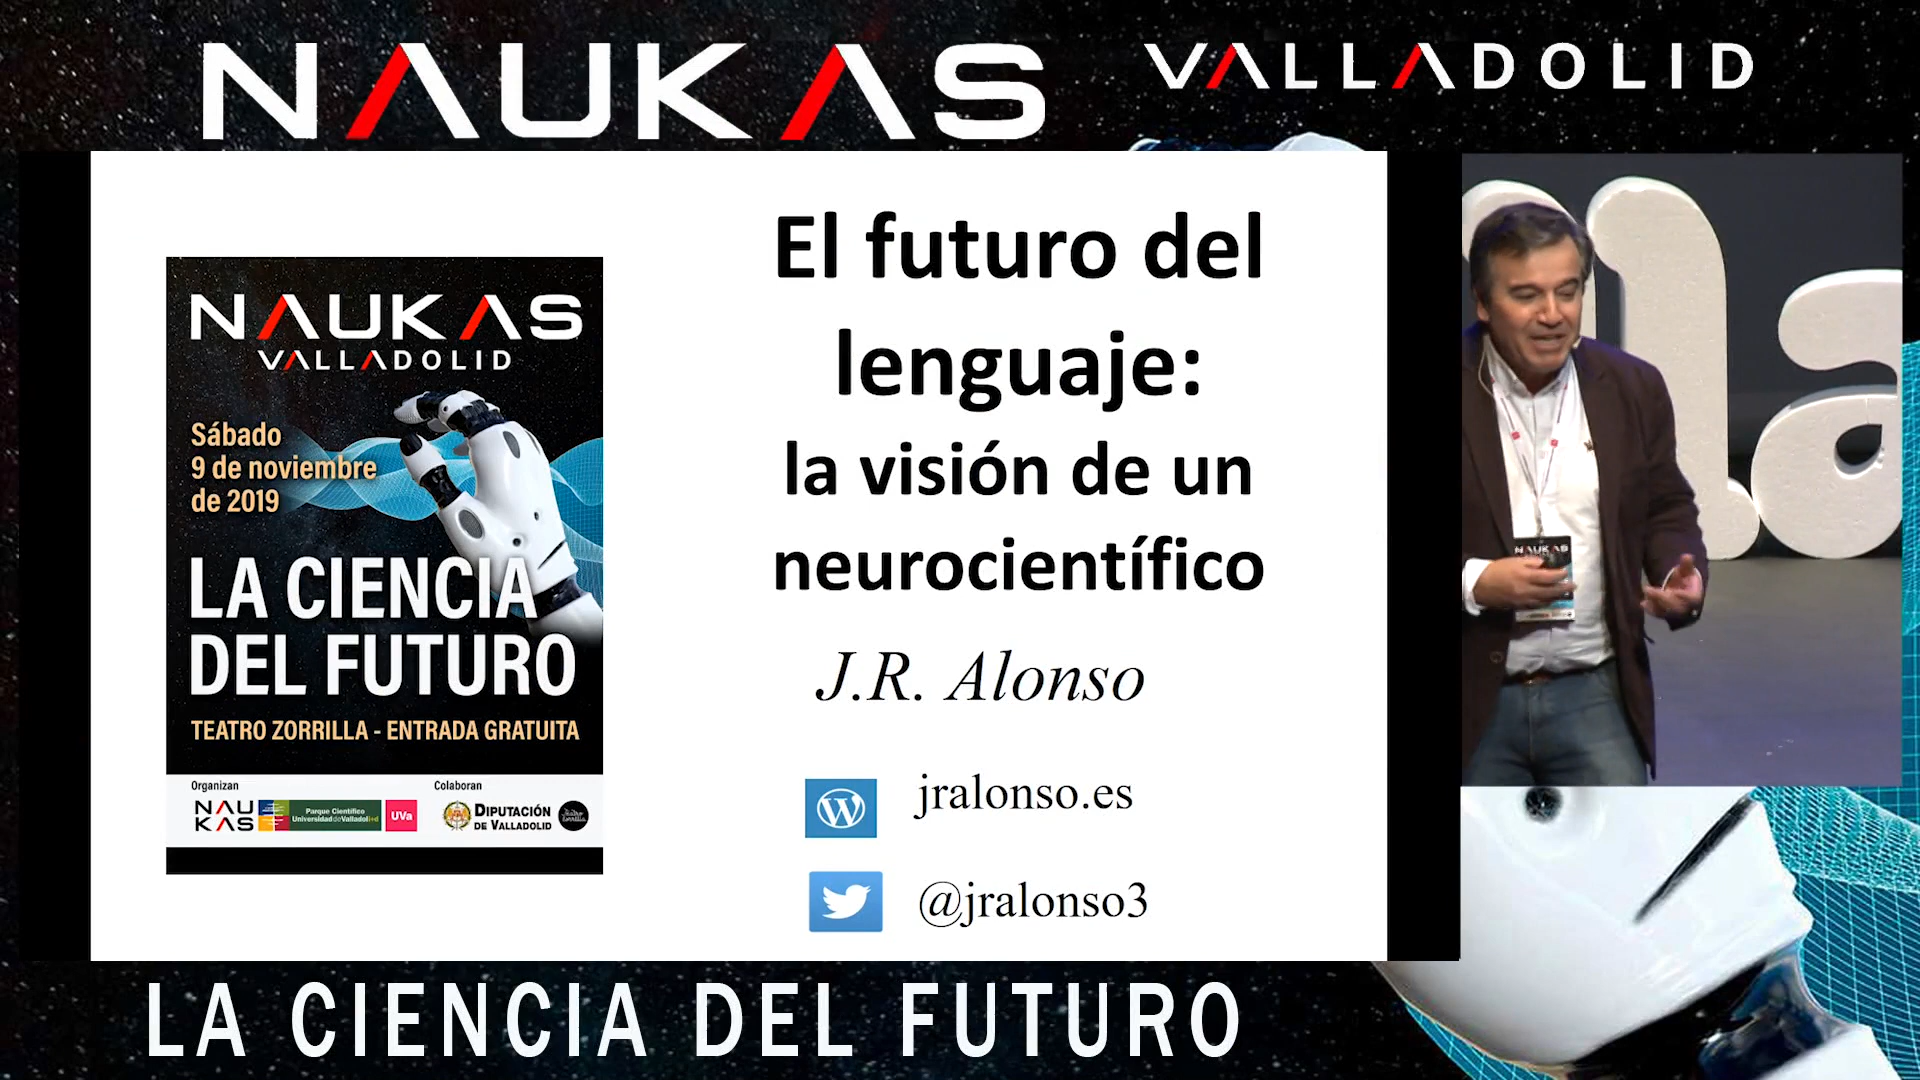 NAUKAS VALLADOLID
NAUKAS
VALLADOLID
Sábado
9 de noviembre
de 2019
LA CIENCIA
DEL FUTURO
TEATRO ZORRILLA - ENTRADA GRATUITA
Organizan
Colaboran
NAU
KAS
Parque Científico
Universidad de Valladolid
UVa
DIPUTACIÓN
DE VALLADOLID
El futuro del
lenguaje:
la visión de un
neurocientífico
J.R. Alonso
jralonso.es
@jralonso3
lla
NAUKAS
LA CIENCIA DEL FUTURO